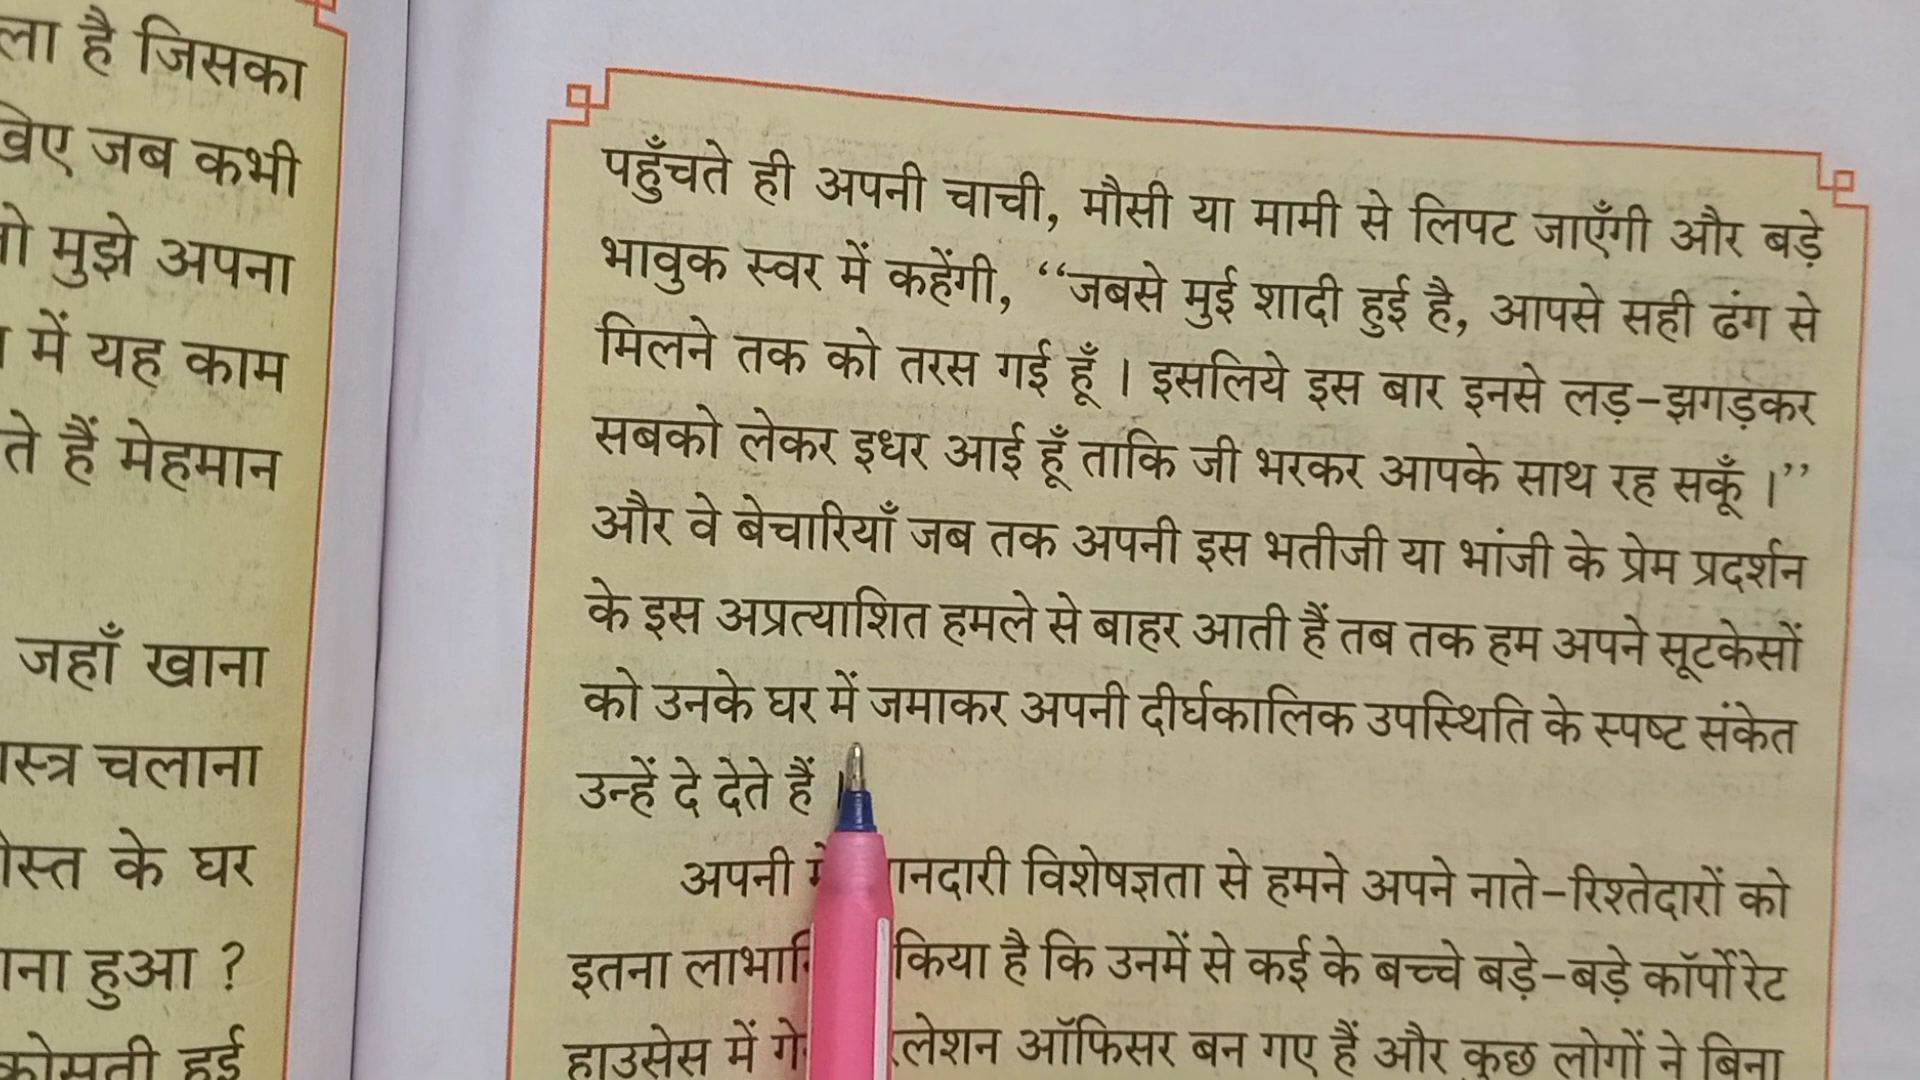 ला है जिसका
खिए जब कभी
मुझे अपना
में यह काम
ते हैं मेहमान
जहाँ खाना
चलाना
के घर
हुआ ?
हुई
पहुँचते ही अपनी चाची, मौसी या मामी से लिपट जाएँगी और बड़े
भावुक स्वर में कहेंगी, “जबसे मुई शादी हुई है, आपसे सही ढंग से
मिलने तक को तरस गई हूँ । इसलिये इस बार इनसे लड़-झगड़कर
सबको लेकर इधर आई हूँ ताकि जी भरकर आपके साथ रह सकूँ ।”
और वे बेचारियाँ जब तक अपनी इस भतीजी या भांजी के प्रेम प्रदर्शन
के इस अप्रत्याशित हमले से बाहर आती हैं तब तक हम अपने सूटकेसों
को उनके घर में जमाकर अपनी दीर्घकालिक उपस्थिति के स्पष्ट संकेत
उन्हें दे देते हैं ।
अपनी विशेषज्ञता से हमने अपने नाते-रिश्तेदारों को
इतना किया है कि उनमें से कई के बच्चे बड़े-बड़े कॉर्पोरेट
हाउसेस में ऑफिसर बन गए हैं और कुछ लोगों ने बिना